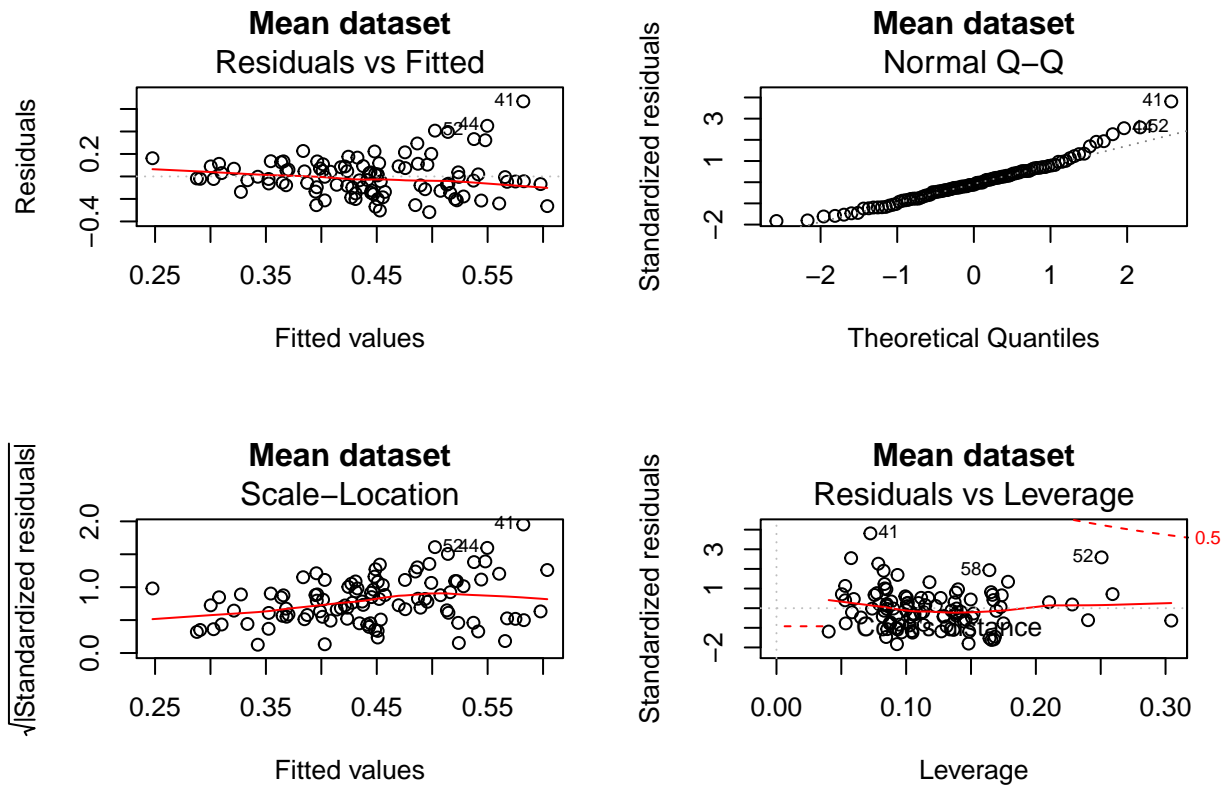 Mean dataset
Residuals vs Fitted
Residuals
0.2
−0.4
41
52
44
0.25 0.35 0.45 0.55
Fitted values
Mean dataset
Normal Q−Q
Standardized residuals
3
1
−2
41
44
52
−2 −1 0 1 2
Theoretical Quantiles
Mean dataset
Scale−Location
√|Standardized residuals|
2.0
1.0
0.0
41
52
44
0.25 0.35 0.45 0.55
Fitted values
Mean dataset
Residuals vs Leverage
Standardized residuals
3
1
−2
41
58
52
0.5
Cook's distance
0.00 0.10 0.20 0.30
Leverage